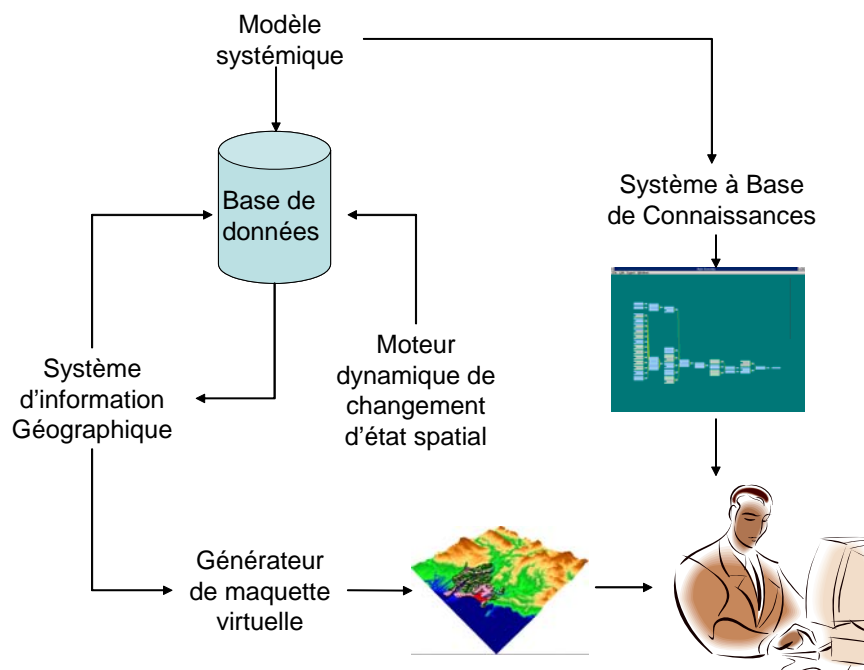 Modèle
systémique
Base de
données
Système à Base
de Connaissances
Système
d'information
Géographique
Moteur
dynamique de
changement
d’état spatial
Générateur
de maquette
virtuelle